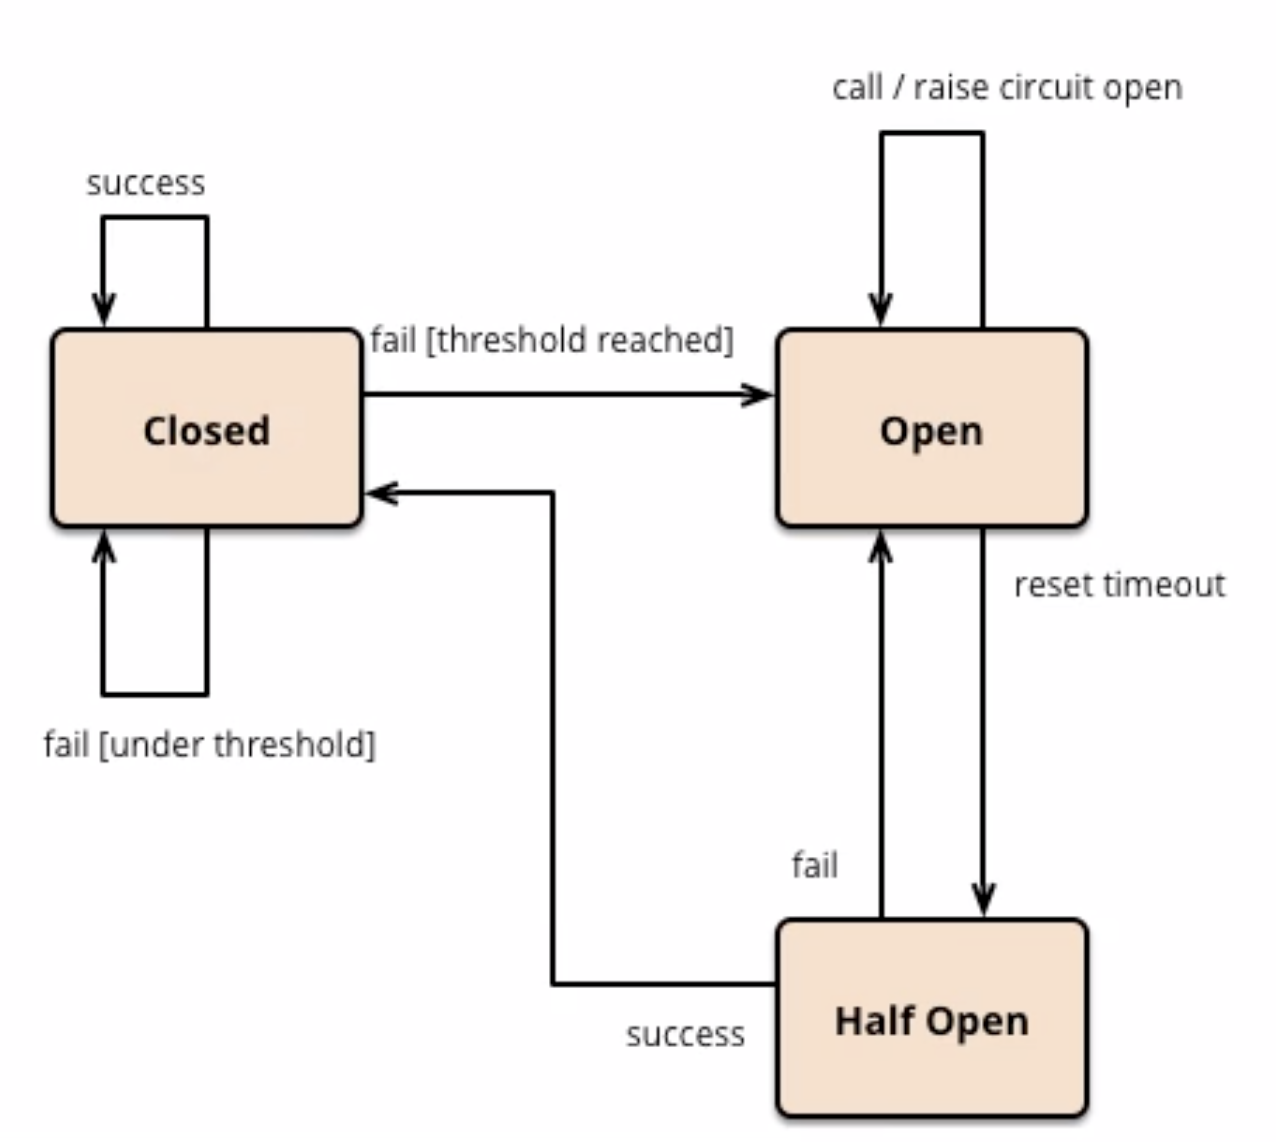 call / raise circuit open
success
fail [threshold reached]
Closed
Open
reset timeout
fail [under threshold]
fail
Half Open
success